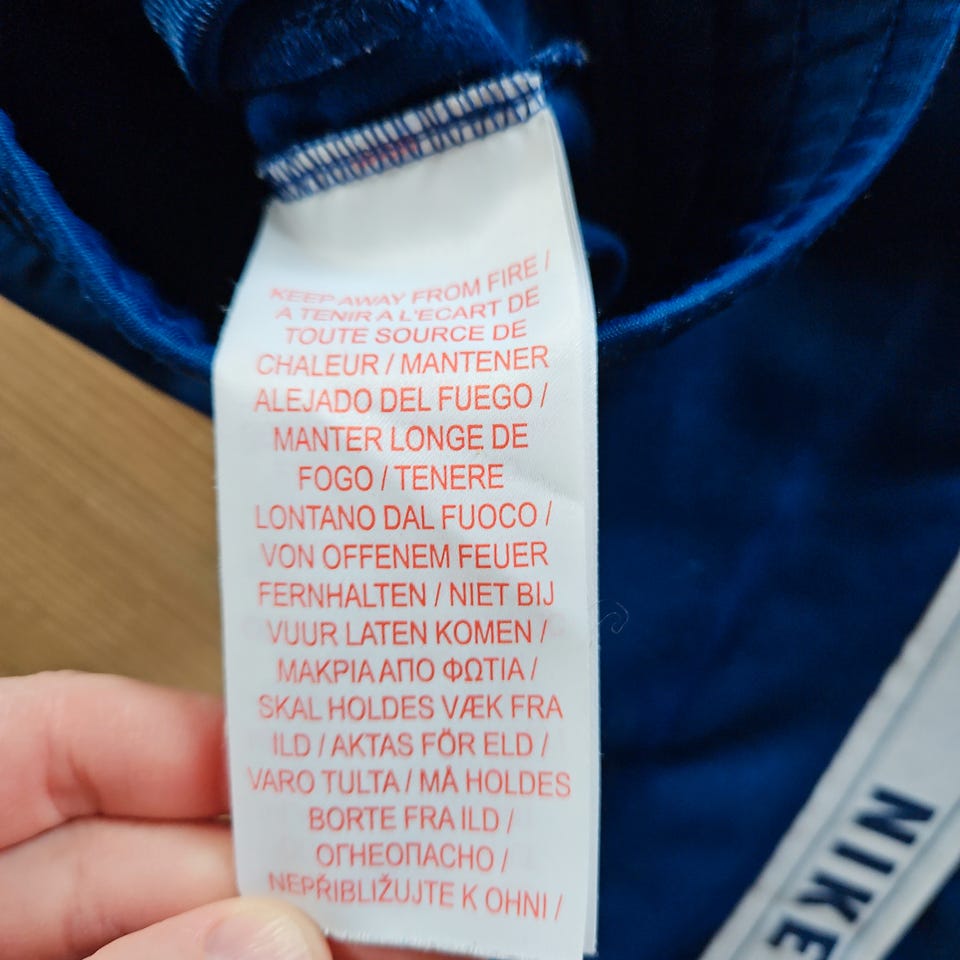 KEEP AWAY FROM FIRE /
A TENIR A L'ECART DE
TOUTE SOURCE DE
CHALEUR / MANTENER
ALEJADO DEL FUEGO /
MANTER LONGE DE
FOGO / TENERE
LONTANO DAL FUOCO /
VON OFFENEM FEUER
FERNHALTEN / NIET BIJ
VUUR LATEN KOMEN /
ΜΑΚΡΙΑ ΑΠΟ ΦΩΤΙΑ /
SKAL HOLDES VÆK FRA
ILD / AKTAS FÖR ELD /
VARO TULTA / MÅ HOLDES
BORTE FRA ILD /
ОГНЕОПАСНО /
NEPŘIBLIŽUJTE K OHNI /
NIKE